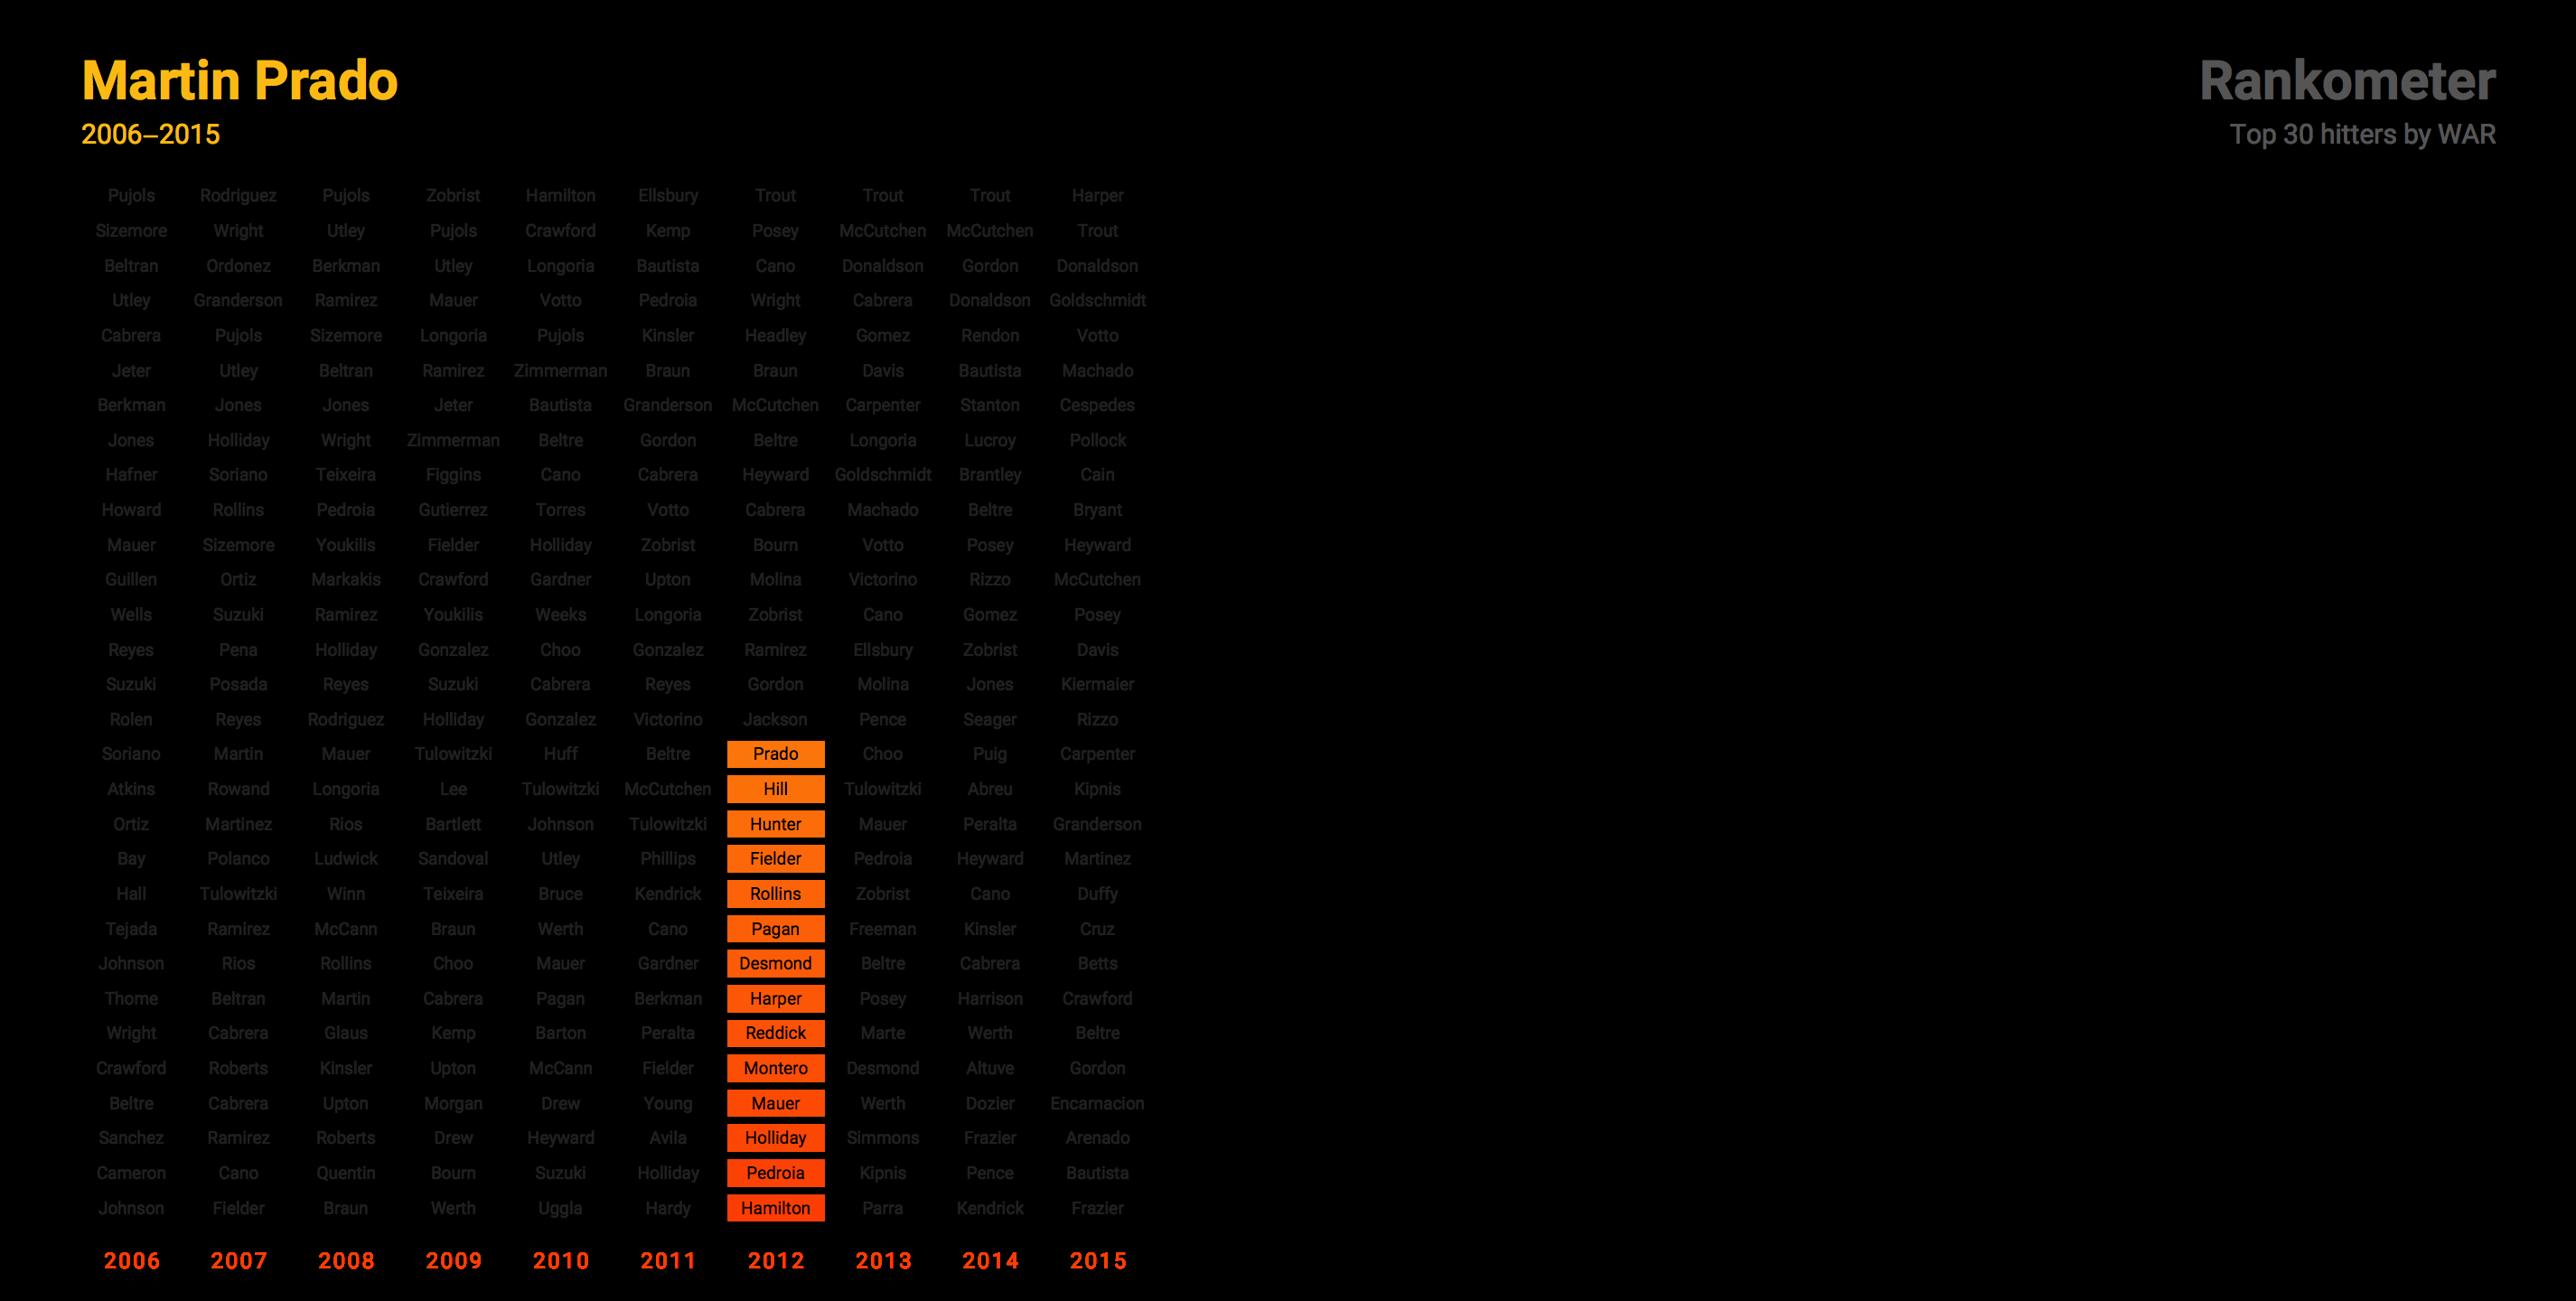 Martin Prado
2006–2015
Rankometer
Top 30 hitters by WAR
Pujols Rodriguez Pujols Zobrist Hamilton Ellsbury Trout Trout Trout Harper
Sizemore Wright Utley Pujols Crawford Kemp Posey McCutchen McCutchen Trout
Beltran Ordonez Berkman Utley Longoria Bautista Cano Donaldson Gordon Donaldson
Utley Granderson Ramirez Mauer Votto Pedroia Wright Cabrera Donaldson Goldschmidt
Cabrera Pujols Sizemore Longoria Pujols Kinsler Headley Gomez Rendon Votto
Jeter Utley Beltran Ramirez Zimmerman Braun Braun Davis Bautista Machado
Berkman Jones Jones Jeter Bautista Granderson McCutchen Carpenter Stanton Cespedes
Jones Holliday Wright Zimmerman Beltre Gordon Beltre Longoria Lucroy Pollock
Hafner Soriano Teixeira Figgins Cano Cabrera Heyward Goldschmidt Brantley Cain
Howard Rollins Pedroia Gutierrez Torres Votto Cabrera Machado Beltre Bryant
Mauer Sizemore Youkilis Fielder Holliday Zobrist Bourn Votto Posey Heyward
Guillen Ortiz Markakis Crawford Gardner Upton Molina Victorino Rizzo McCutchen
Wells Suzuki Ramirez Youkilis Weeks Longoria Zobrist Cano Gomez Posey
Reyes Pena Holliday Gonzalez Choo Gonzalez Ramirez Ellsbury Zobrist Davis
Suzuki Posada Reyes Suzuki Cabrera Reyes Gordon Molina Jones Kiermaier
Rolen Reyes Rodriguez Holliday Gonzalez Victorino Jackson Pence Seager Rizzo
Soriano Martin Mauer Tulowitzki Huff Beltre Prado Choo Puig Carpenter
Atkins Rowand Longoria Lee Tulowitzki McCutchen Hill Tulowitzki Abreu Kipnis
Ortiz Martinez Rios Bartlett Johnson Tulowitzki Hunter Mauer Peralta Granderson
Bay Polanco Ludwick Sandoval Utley Phillips Fielder Pedroia Heyward Martinez
Hall Tulowitzki Winn Teixeira Bruce Kendrick Rollins Zobrist Cano Duffy
Tejada Ramirez McCann Braun Werth Cano Pagan Freeman Kinsler Cruz
Johnson Rios Rollins Choo Mauer Gardner Desmond Beltre Cabrera Betts
Thome Beltran Martin Cabrera Pagan Berkman Harper Posey Harrison Crawford
Wright Cabrera Glaus Kemp Barton Peralta Reddick Marte Werth Beltre
Crawford Roberts Kinsler Upton McCann Fielder Montero Desmond Altuve Gordon
Beltre Cabrera Upton Morgan Drew Young Mauer Werth Dozier Encarnacion
Sanchez Ramirez Roberts Drew Heyward Avila Holliday Simmons Frazier Arenado
Cameron Cano Quentin Bourn Suzuki Holliday Pedroia Kipnis Pence Bautista
Johnson Fielder Braun Werth Uggla Hardy Hamilton Parra Kendrick Frazier
2006 2007 2008 2009 2010 2011 2012 2013 2014 2015